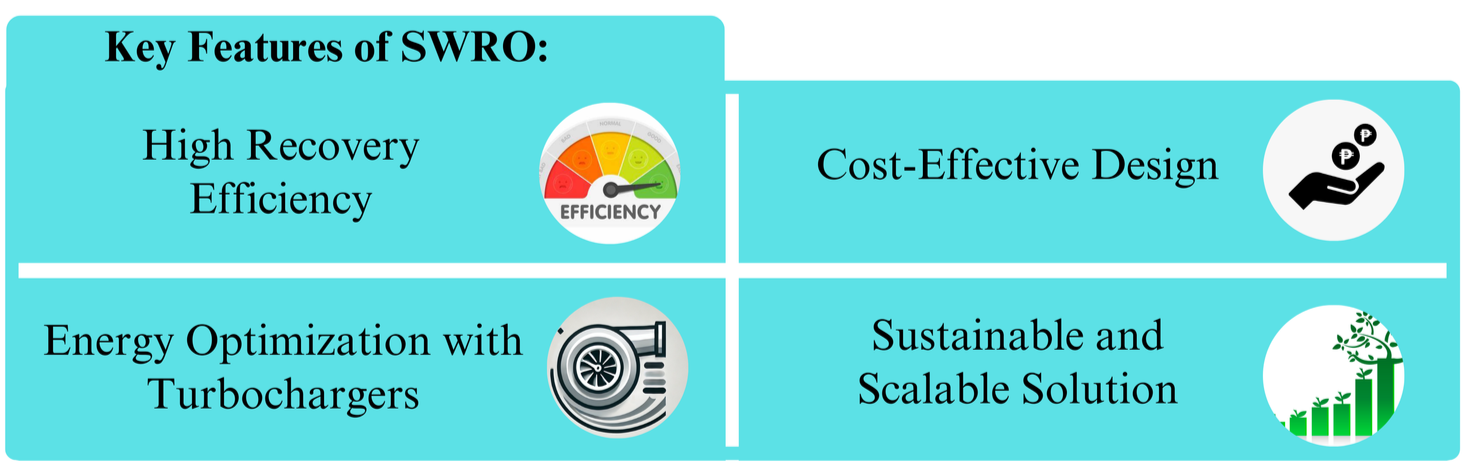 Key Features of SWRO:
High Recovery
Efficiency
EFFICIENCY
Cost-Effective Design
Energy Optimization with
Turbochargers
Sustainable and
Scalable Solution